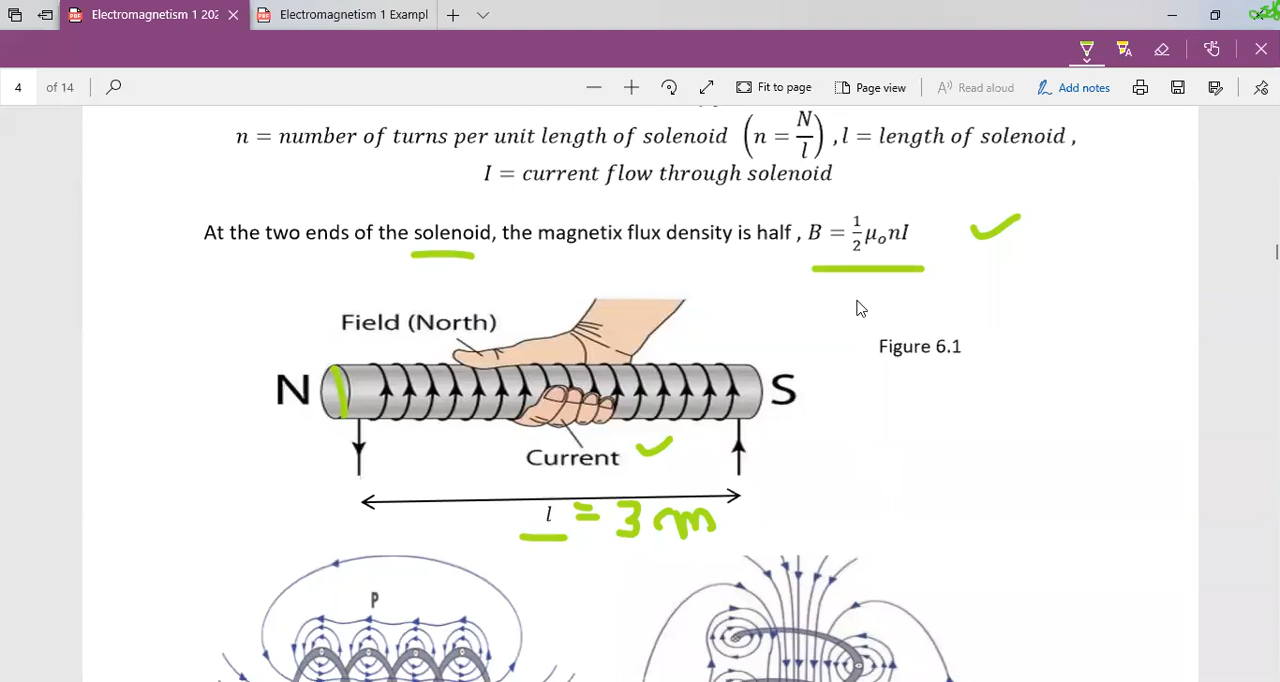 Electromagnetism 1 202
Electromagnetism 1 Exampl
4 of 14
Fit to page
Page view
Read aloud
Add notes
n = number of turns per unit length of solenoid (n = N/l), l = length of solenoid,
I = current flow through solenoid
At the two ends of the solenoid, the magnetix flux density is half, B = 1/2 μ₀nI
Field (North)
Figure 6.1
N
S
Current
l = 3 m
P